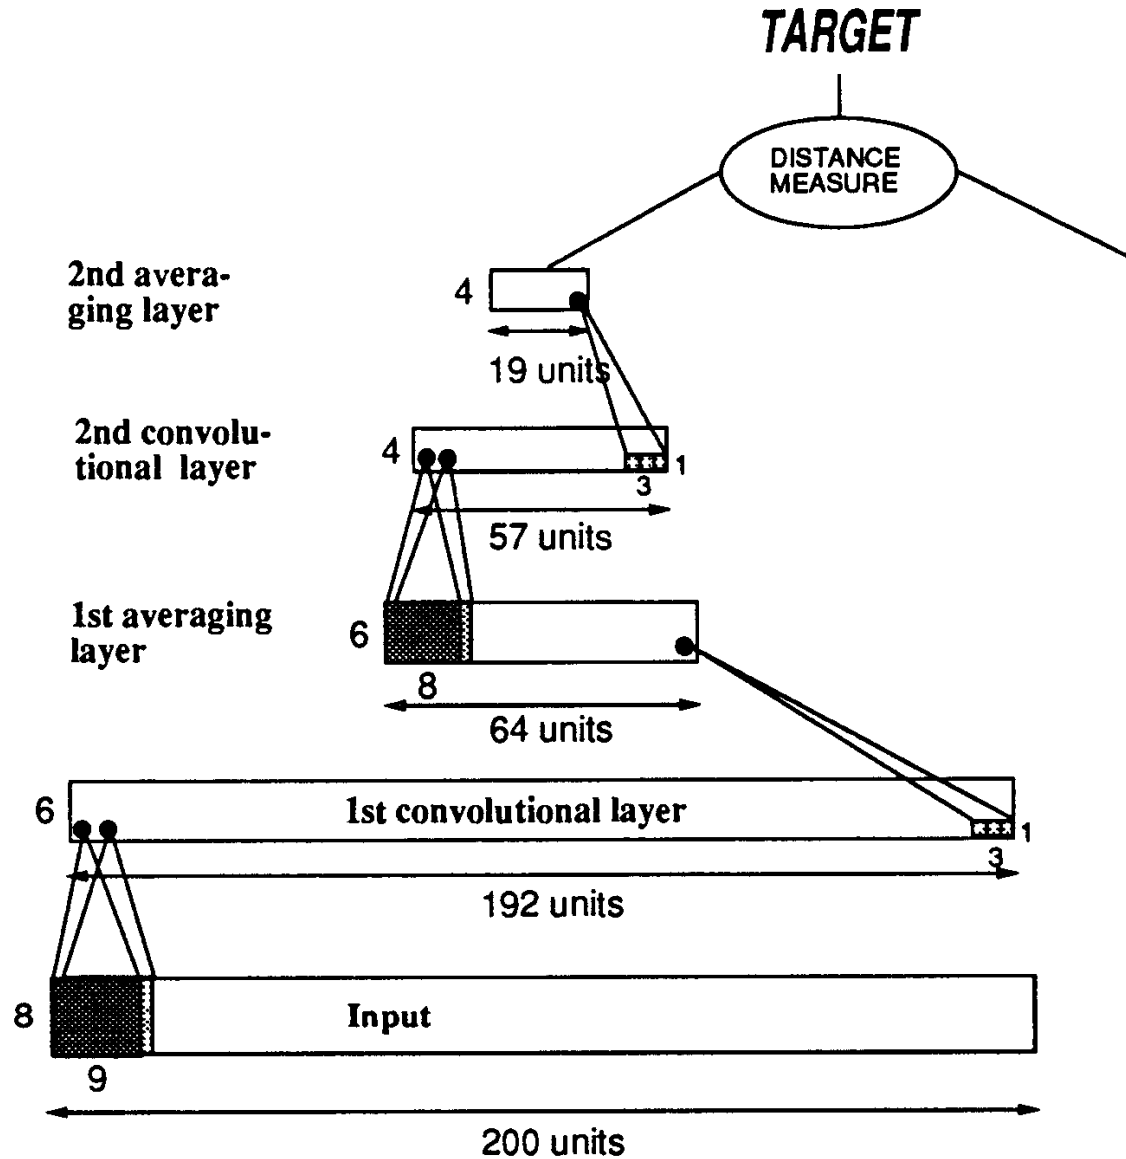 TARGET
DISTANCE
MEASURE
2nd avera-
ging layer
4
19 units
2nd convolu-
tional layer
4
1
3
57 units
1st averaging
layer
6
8
64 units
6
1st convolutional layer
1
3
192 units
8
Input
9
200 units